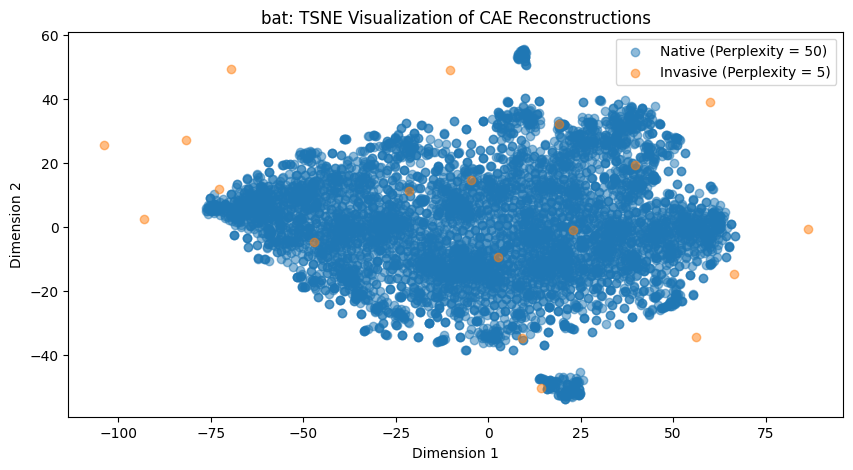 bat: TSNE Visualization of CAE Reconstructions
Native (Perplexity = 50)
Invasive (Perplexity = 5)
60
40
20
0
−20
−40
Dimension 2
−100
−75
−50
−25
0
25
50
75
Dimension 1